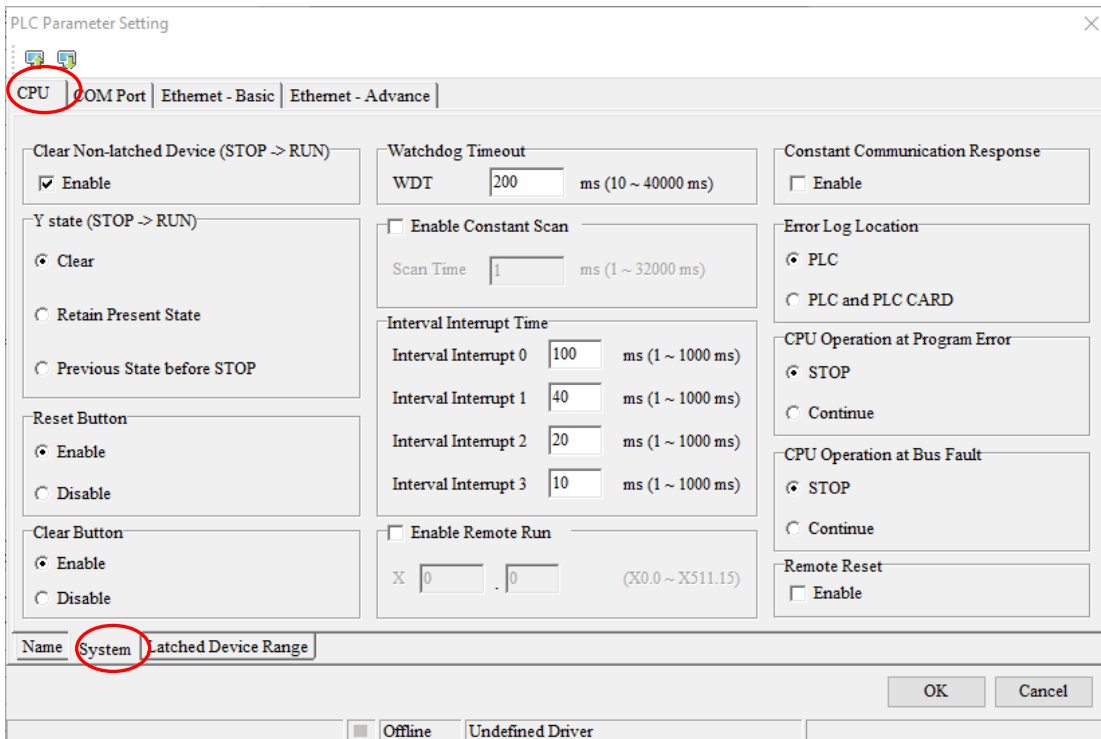 PLC Parameter Setting
CPU COM Port Ethernet - Basic Ethernet - Advance
Clear Non-latched Device (STOP -> RUN)
Enable
Y state (STOP -> RUN)
Clear
Retain Present State
Previous State before STOP
Reset Button
Enable
Disable
Clear Button
Enable
Disable
Watchdog Timeout
WDT 200 ms (10 ~ 40000 ms)
Enable Constant Scan
Scan Time 1 ms (1 ~ 32000 ms)
Interval Interrupt Time
Interval Interrupt 0 100 ms (1 ~ 1000 ms)
Interval Interrupt 1 40 ms (1 ~ 1000 ms)
Interval Interrupt 2 20 ms (1 ~ 1000 ms)
Interval Interrupt 3 10 ms (1 ~ 1000 ms)
Enable Remote Run
X 0 . 0 (X0.0 ~ X511.15)
Constant Communication Response
Enable
Error Log Location
PLC
PLC and PLC CARD
CPU Operation at Program Error
STOP
Continue
CPU Operation at Bus Fault
STOP
Continue
Remote Reset
Enable
Name System Latched Device Range
OK Cancel
Offline Undefined Driver